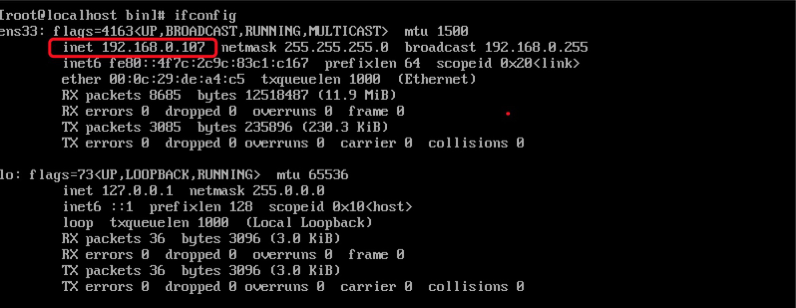 [root@localhost bin]# ifconfig
ens33: flags=4163<UP,BROADCAST,RUNNING,MULTICAST>  mtu 1500
inet 192.168.0.107  netmask 255.255.255.0  broadcast 192.168.0.255
inet6 fe80::4f7c:2c9c:83c1:c167  prefixlen 64  scopeid 0x20<link>
ether 00:0c:29:de:a4:c5  txqueuelen 1000  (Ethernet)
RX packets 8685  bytes 12518487 (11.9 MiB)
RX errors 0  dropped 0  overruns 0  frame 0
TX packets 3085  bytes 235896 (230.3 KiB)
TX errors 0  dropped 0 overruns 0  carrier 0  collisions 0
lo: flags=73<UP,LOOPBACK,RUNNING>  mtu 65536
inet 127.0.0.1  netmask 255.0.0.0
inet6 ::1  prefixlen 128  scopeid 0x10<host>
loop  txqueuelen 1000  (Local Loopback)
RX packets 36  bytes 3096 (3.0 KiB)
RX errors 0  dropped 0  overruns 0  frame 0
TX packets 36  bytes 3096 (3.0 KiB)
TX errors 0  dropped 0 overruns 0  carrier 0  collisions 0